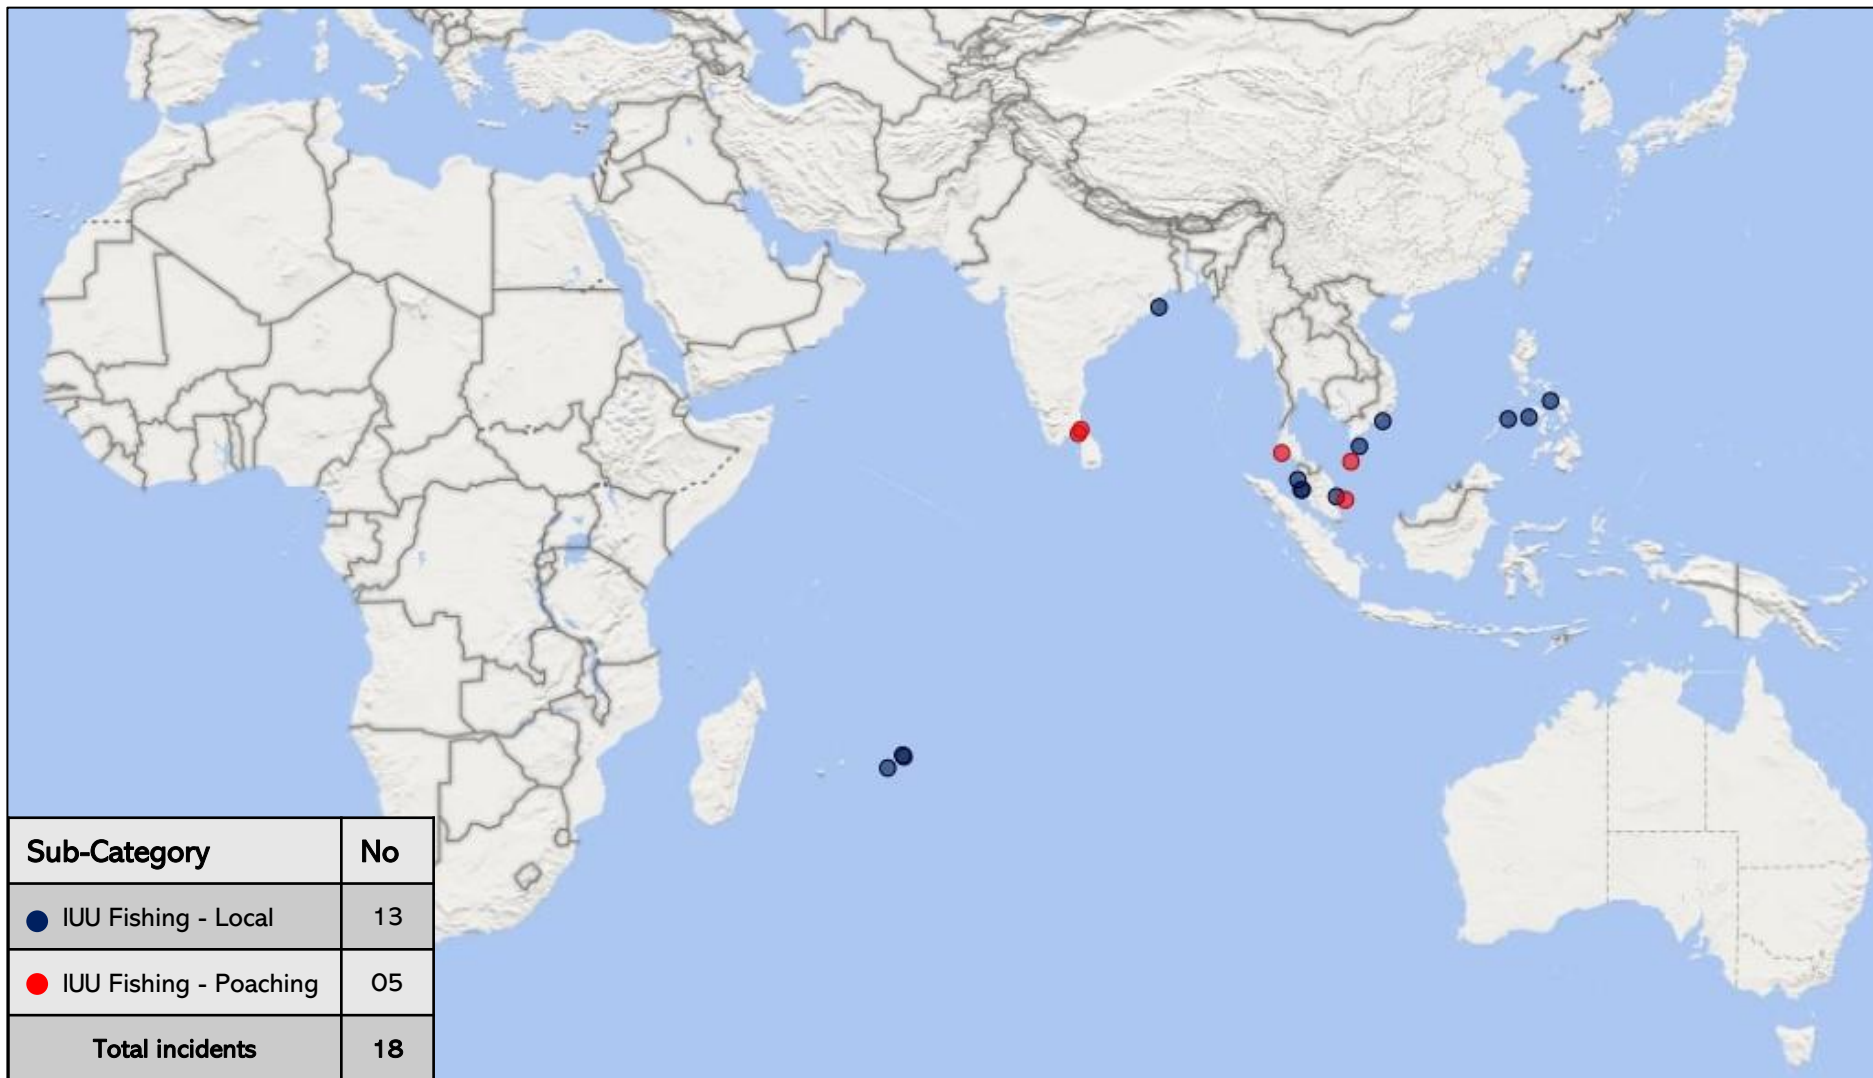 Sub-Category No
IUU Fishing - Local 13
IUU Fishing - Poaching 05
Total incidents 18